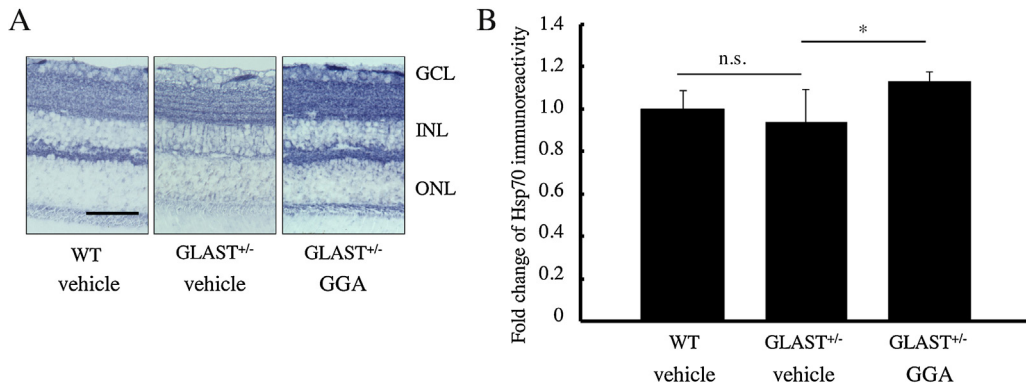 A
GCL
INL
ONL
WT
vehicle
GLAST+/-
vehicle
GLAST+/-
GGA
B
Fold change of Hsp70 immunoreactivity
1.4
1.2
1.0
0.8
0.6
0.4
0.2
0
n.s.
*
WT
vehicle
GLAST+/-
vehicle
GLAST+/-
GGA